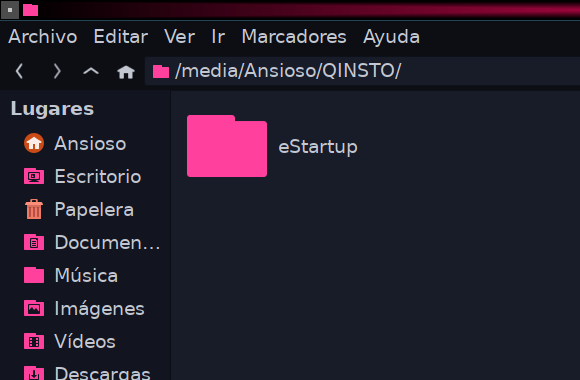 Archivo Editar Ver Ir Marcadores Ayuda
/media/Ansioso/QINSTO/
Lugares
Ansioso
Escritorio
Papelera
Documen...
Música
Imágenes
Vídeos
Descargas
eStartup